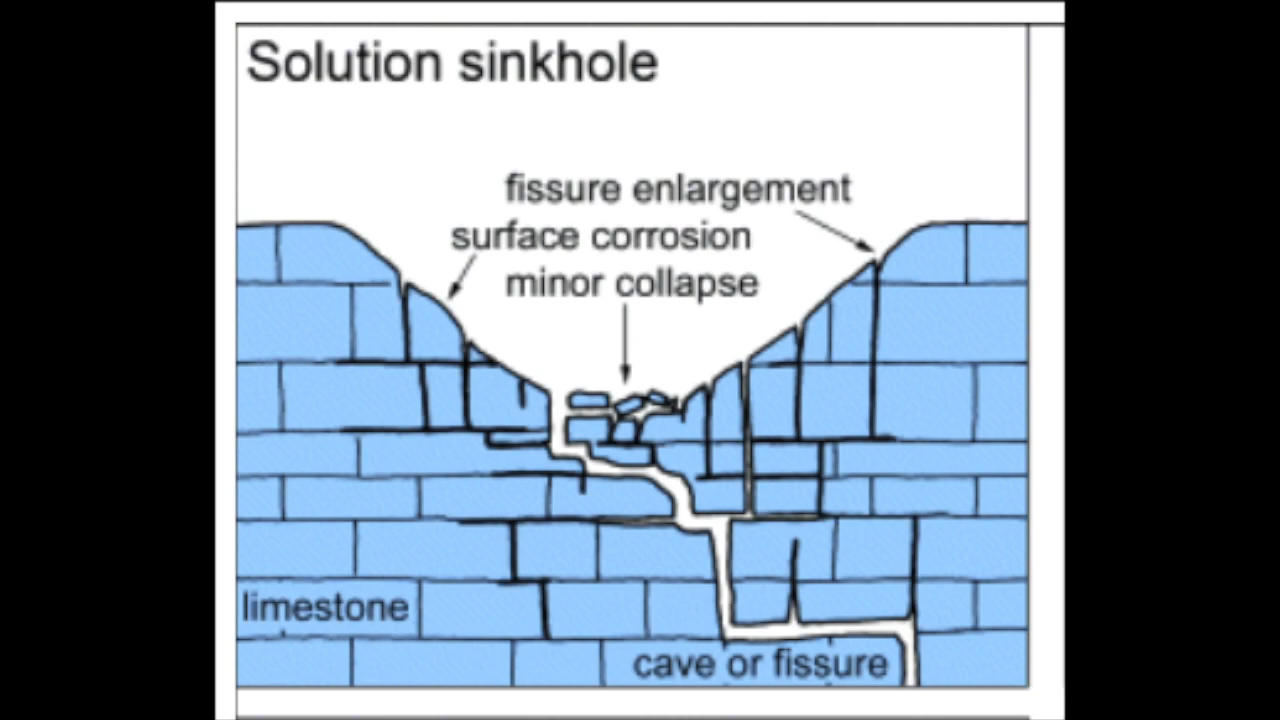 Solution sinkhole
fissure enlargement
surface corrosion
minor collapse
limestone
cave or fissure